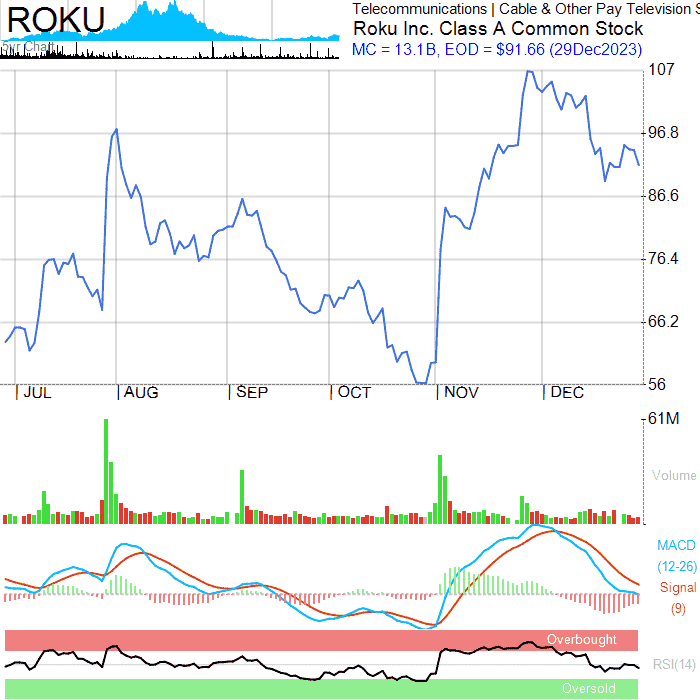 ROKU
5yr Chart
Telecommunications | Cable & Other Pay Television S
Roku Inc. Class A Common Stock
MC = 13.1B, EOD = $91.66 (29Dec2023)
107
96.8
86.6
76.4
66.2
56
| JUL | AUG | SEP | OCT | NOV | DEC
61M
Volume
MACD
(12-26)
Signal
(9)
Overbought
RSI(14)
Oversold